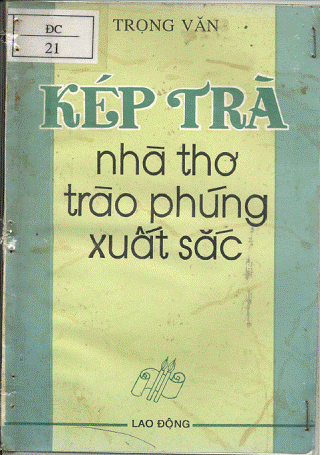 ĐC
21
TRỌNG VĂN
KÉP TRÀ
nhà thơ
trào phúng
xuất sắc
LAO ĐỘNG